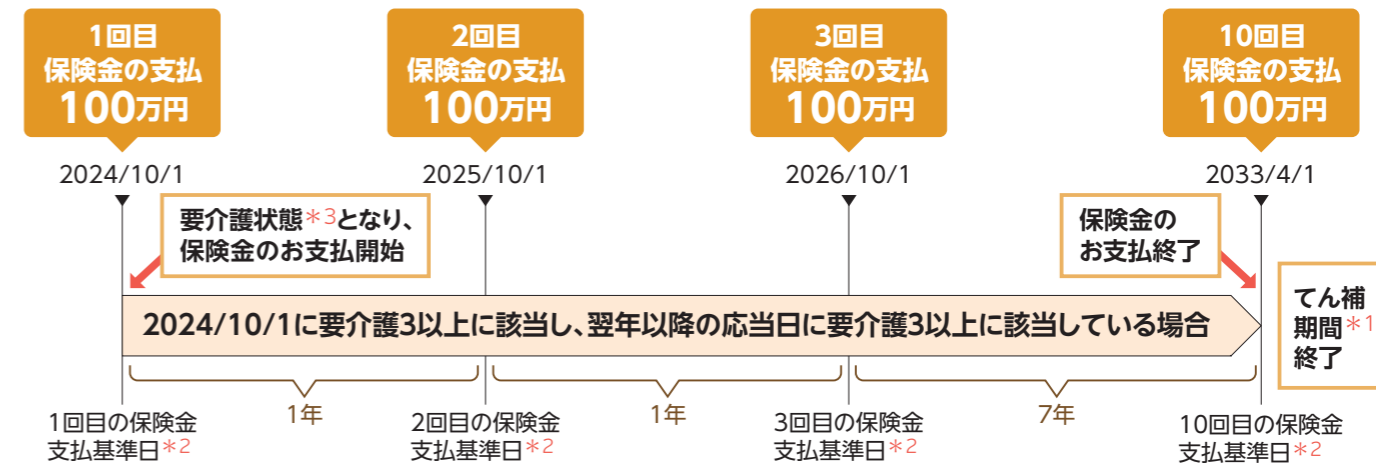 1回目
保険金の支払
100万円
2回目
保険金の支払
100万円
3回目
保険金の支払
100万円
10回目
保険金の支払
100万円
2024/10/1
2025/10/1
2026/10/1
2033/4/1
要介護状態*3となり、
保険金のお支払開始
保険金の
お支払終了
てん補
期間*1
終了
2024/10/1に要介護3以上に該当し、翌年以降の応当日に要介護3以上に該当している場合
1年
1年
7年
1回目の保険金
支払基準日*2
2回目の保険金
支払基準日*2
3回目の保険金
支払基準日*2
10回目の保険金
支払基準日*2